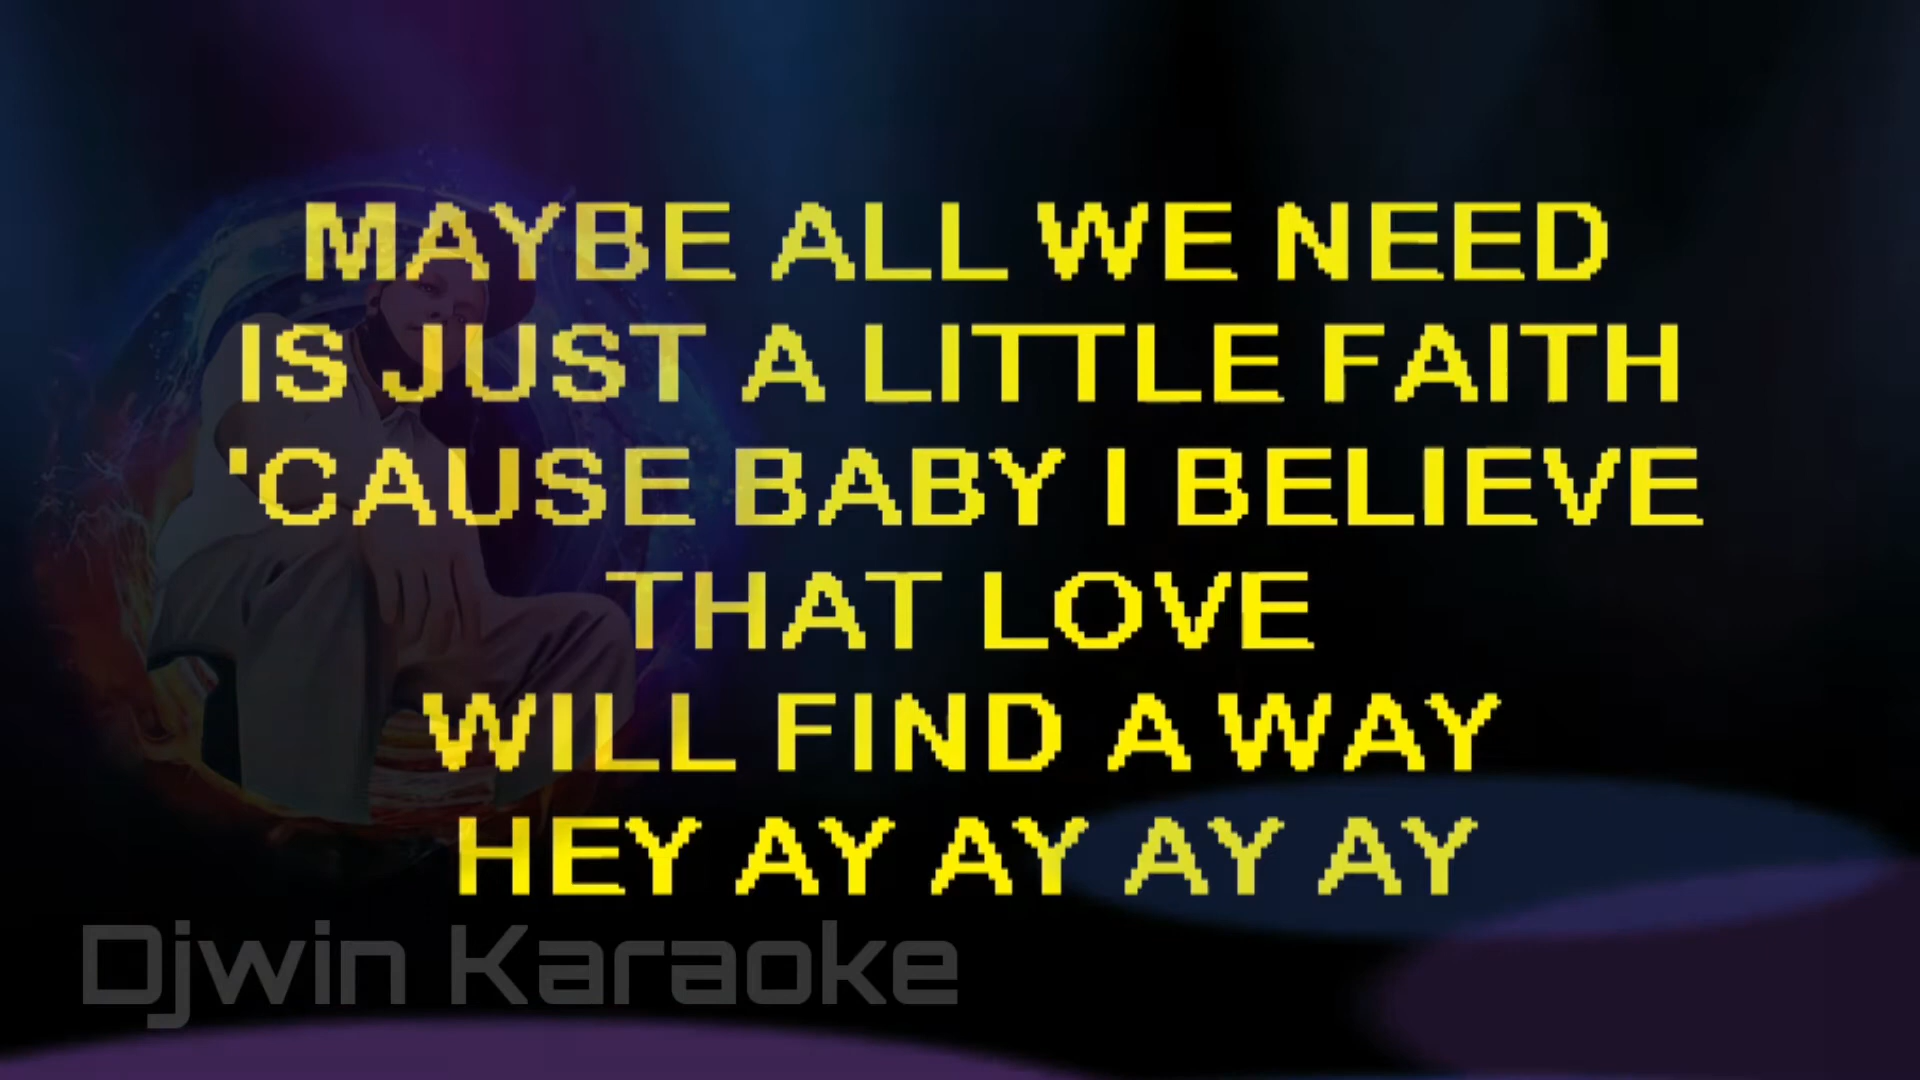 MAYBE ALL WE NEED
IS JUST A LITTLE FAITH
'CAUSE BABY I BELIEVE
THAT LOVE
WILL FIND A WAY
HEY AY AY AY AY
Djwin Karaoke